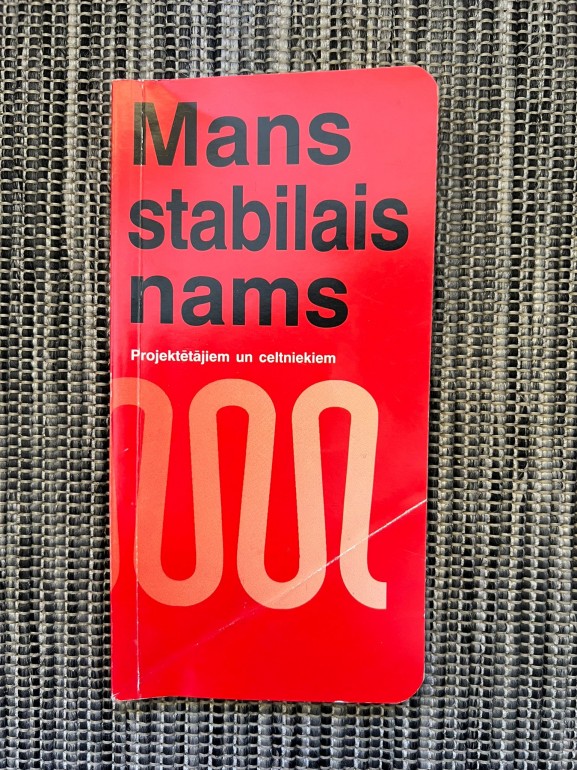 Mans
stabilais
nams
Projektētājiem un celtniekiem